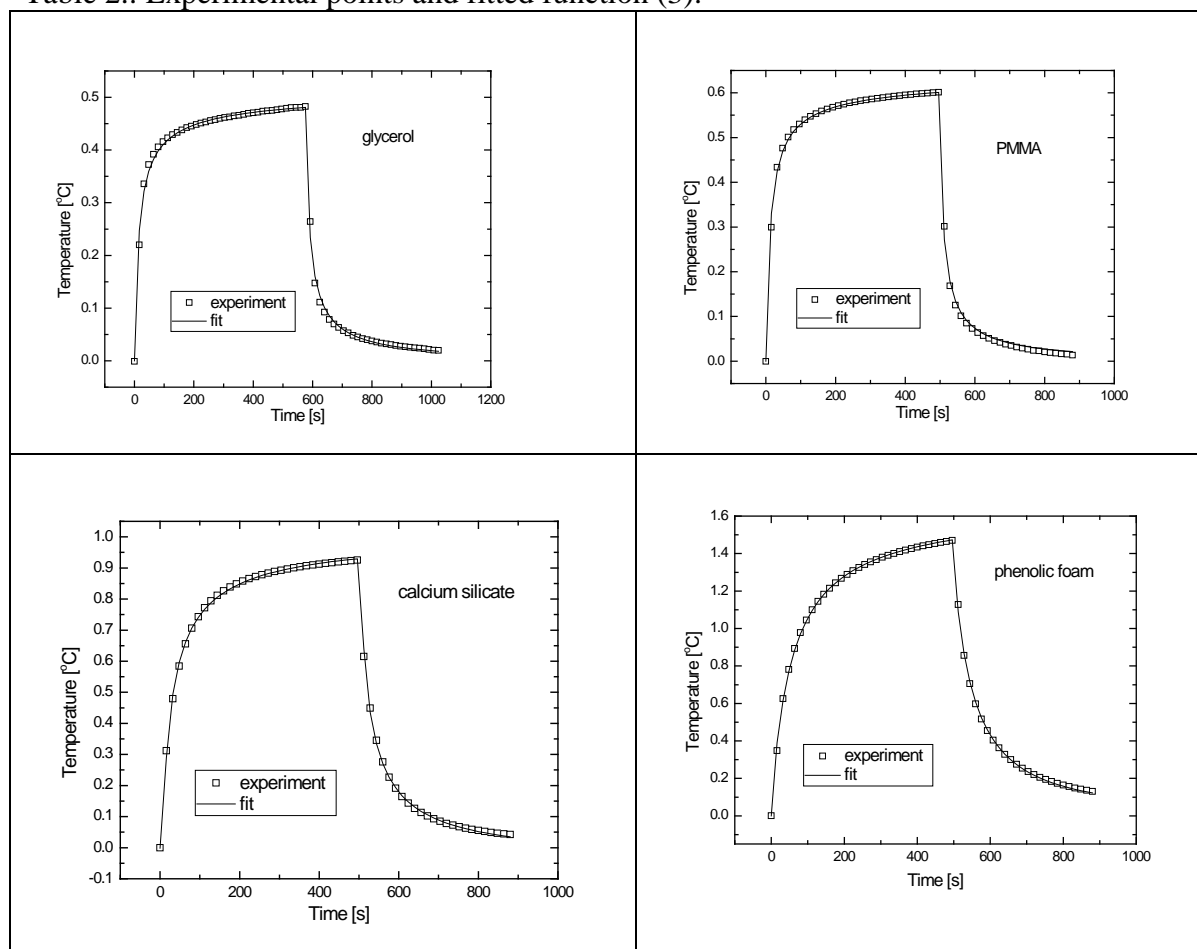 Table 2.: Experimental points and fitted function (3).
0.5
0.4
0.3
0.2
0.1
0.0
Temperature [°C]
glycerol
experiment
fit
0 200 400 600 800 1000 1200
Time [s]
0.6
0.5
0.4
0.3
0.2
0.1
0.0
Temperature [°C]
PMMA
experiment
fit
0 200 400 600 800 1000
Time [s]
1.0
0.9
0.8
0.7
0.6
0.5
0.4
0.3
0.2
0.1
0.0
-0.1
Temperature [°C]
calcium silicate
experiment
fit
0 200 400 600 800 1000
Time [s]
1.6
1.4
1.2
1.0
0.8
0.6
0.4
0.2
0.0
Temperature [°C]
phenolic foam
experiment
fit
0 200 400 600 800 1000
Time [s]